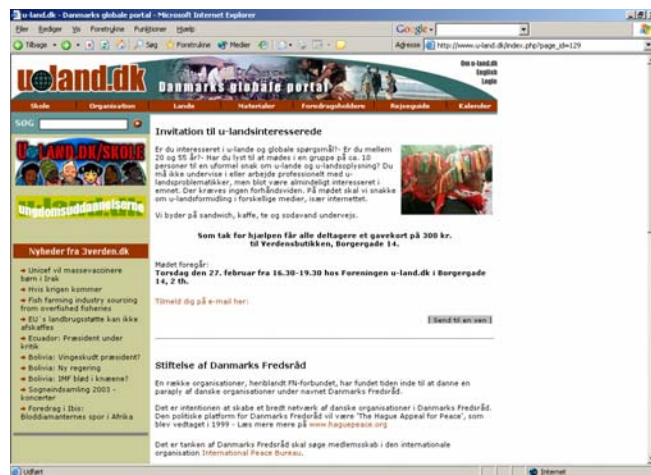 u-land.dk - Danmarks globale portal - Microsoft Internet Explorer
Filer Rediger Vis Foretrukne Funktioner Hjælp
Google
Tilbage Søg Foretrukne Medier
Adresse http://www.u-land.dk/index.php?page_id=129
u-land.dk
Danmarks globale portal
Om u-land.dk
English
Login
Skole Organisation Lande Materialer Foredragsholdere Rejseguide Kalender
SØG
U-LAND.DK/SKOLE
ungdomsuddannelserne
Nyheder fra 3verden.dk
Unicef vil massevaccinere
børn i Irak
Hvis krigen kommer
Fish farming industry sourcing
from overfished fisheries
EU´s landbrugsstøtte kan ikke
afskaffes
Ecuador: Præsident under
kritik
Bolivia: Vingeskudt præsident?
Bolivia: Ny regering
Bolivia: IMF blød i knæene?
Sogneindsamling 2003 -
koncerter
Foredrag i Ibis:
Bloddiamanternes spor i Afrika
Invitation til u-landsinteresserede
Er du interesseret i u-lande og globale spørgsmål?- Er du mellem
20 og 55 år?- Har du lyst til at mødes i en gruppe på ca. 10
personer til en uformel snak om u-lande og u-landsoplysning? Du
må ikke undervise i eller arbejde professionelt med u-
landsproblematikker, men blot være almindeligt interesseret i
emnet. Der kræves ingen forhåndsviden. På mødet skal vi snakke
om u-landsformidling i forskellige medier, især internettet.
Vi byder på sandwich, kaffe, te og sodavand undervejs.
Som tak for hjælpen får alle deltagere et gavekort på 300 kr.
til Verdensbutikken, Borgergade 14.
Mødet foregår:
Torsdag den 27. februar fra 16.30-19.30 hos Foreningen u-land.dk i Borgergade
14, 2 th.
Tilmeld dig på e-mail her:
[ Send til en ven ]
Stiftelse af Danmarks Fredsråd
En række organisationer, heriblandt FN-forbundet, har fundet tiden inde til at danne en
paraply af danske organisationer under navnet Danmarks Fredsråd.
Det er intentionen at skabe et bredt netværk af danske organisationer i Danmarks Fredsråd.
Den politiske platform for Danmarks Fredsråd vil være 'The Hague Appeal for Peace', som
blev vedtaget i 1999 - Læs mere mere på www.haguepeace.org
Det er tanken af Danmarks Fredsråd skal søge medlemsskab i den internationale
organisation International Peace Bureau.
Udført
Internet